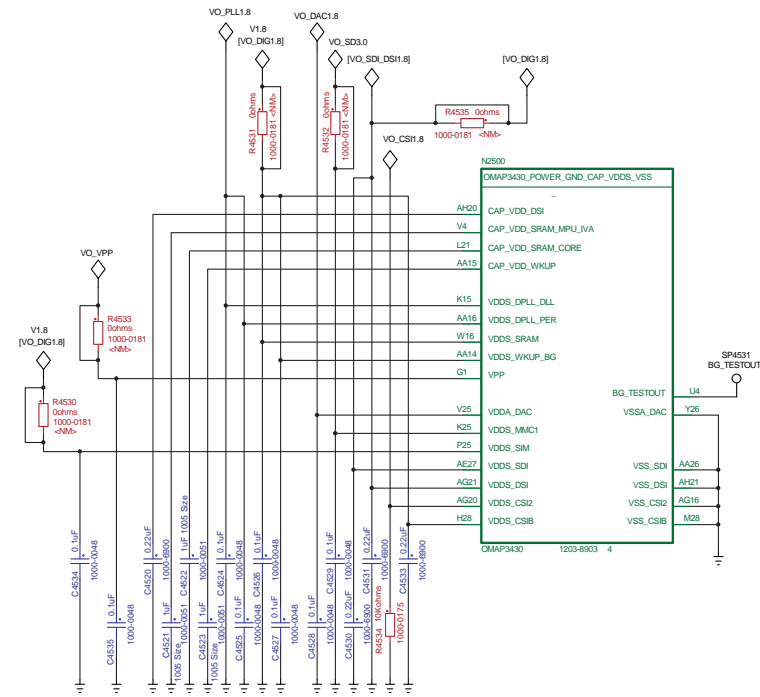 VO_PLL1.8
VO_DAC1.8
V1.8
[VO_DIG1.8]
VO_SD3.0
[VO_SDI_DSI1.8]
[VO_DIG1.8]
R4531 0ohms
1000-0181 <NM>
R4532 0ohms
1000-0181 <NM>
R4535 0ohms
1000-0181 <NM>
VO_CSI1.8
N2500
OMAP3430_POWER_GND_CAP_VDDS_VSS
AH20 CAP_VDD_DSI
V4 CAP_VDD_SRAM_MPU_IVA
L21 CAP_VDD_SRAM_CORE
AA15 CAP_VDD_WKUP
K15 VDDS_DPLL_DLL
AA16 VDDS_DPLL_PER
W16 VDDS_SRAM
AA14 VDDS_WKUP_BG
G1 VPP
V25 VDDA_DAC
K25 VDDS_MMC1
P25 VDDS_SIM
AE27 VDDS_SDI
AG21 VDDS_DSI
AG20 VDDS_CSI2
H28 VDDS_CSIB
BG_TESTOUT U4
VSSA_DAC Y26
VSS_SDI AA26
VSS_DSI AH21
VSS_CSI2 AG16
VSS_CSIB M28
SP4531
BG_TESTOUT
OMAP3430 1203-8903 4
VO_VPP
R4533
0ohms
1000-0181
<NM>
V1.8
[VO_DIG1.8]
R4530
0ohms
1000-0181
<NM>
C4534 0.1uF
1000-0048
C4535 0.1uF
1000-0048
C4520 0.22uF
1000-6900
C4521 1uF
1000-0051
1005 Size
C4522 1uF 1005 Size
1000-0051
C4523 1uF
1000-0051
1005 Size
C4524 0.1uF
1000-0048
C4525 0.1uF
1000-0048
C4526 0.1uF
1000-0048
C4527 0.1uF
1000-0048
C4528 0.1uF
1000-0048
C4529 0.1uF
1000-0048
C4530 0.22uF
1000-6900
C4531 0.22uF
1000-6900
R4534 10Kohms
1000-0175
C4533 0.22uF
1000-6900